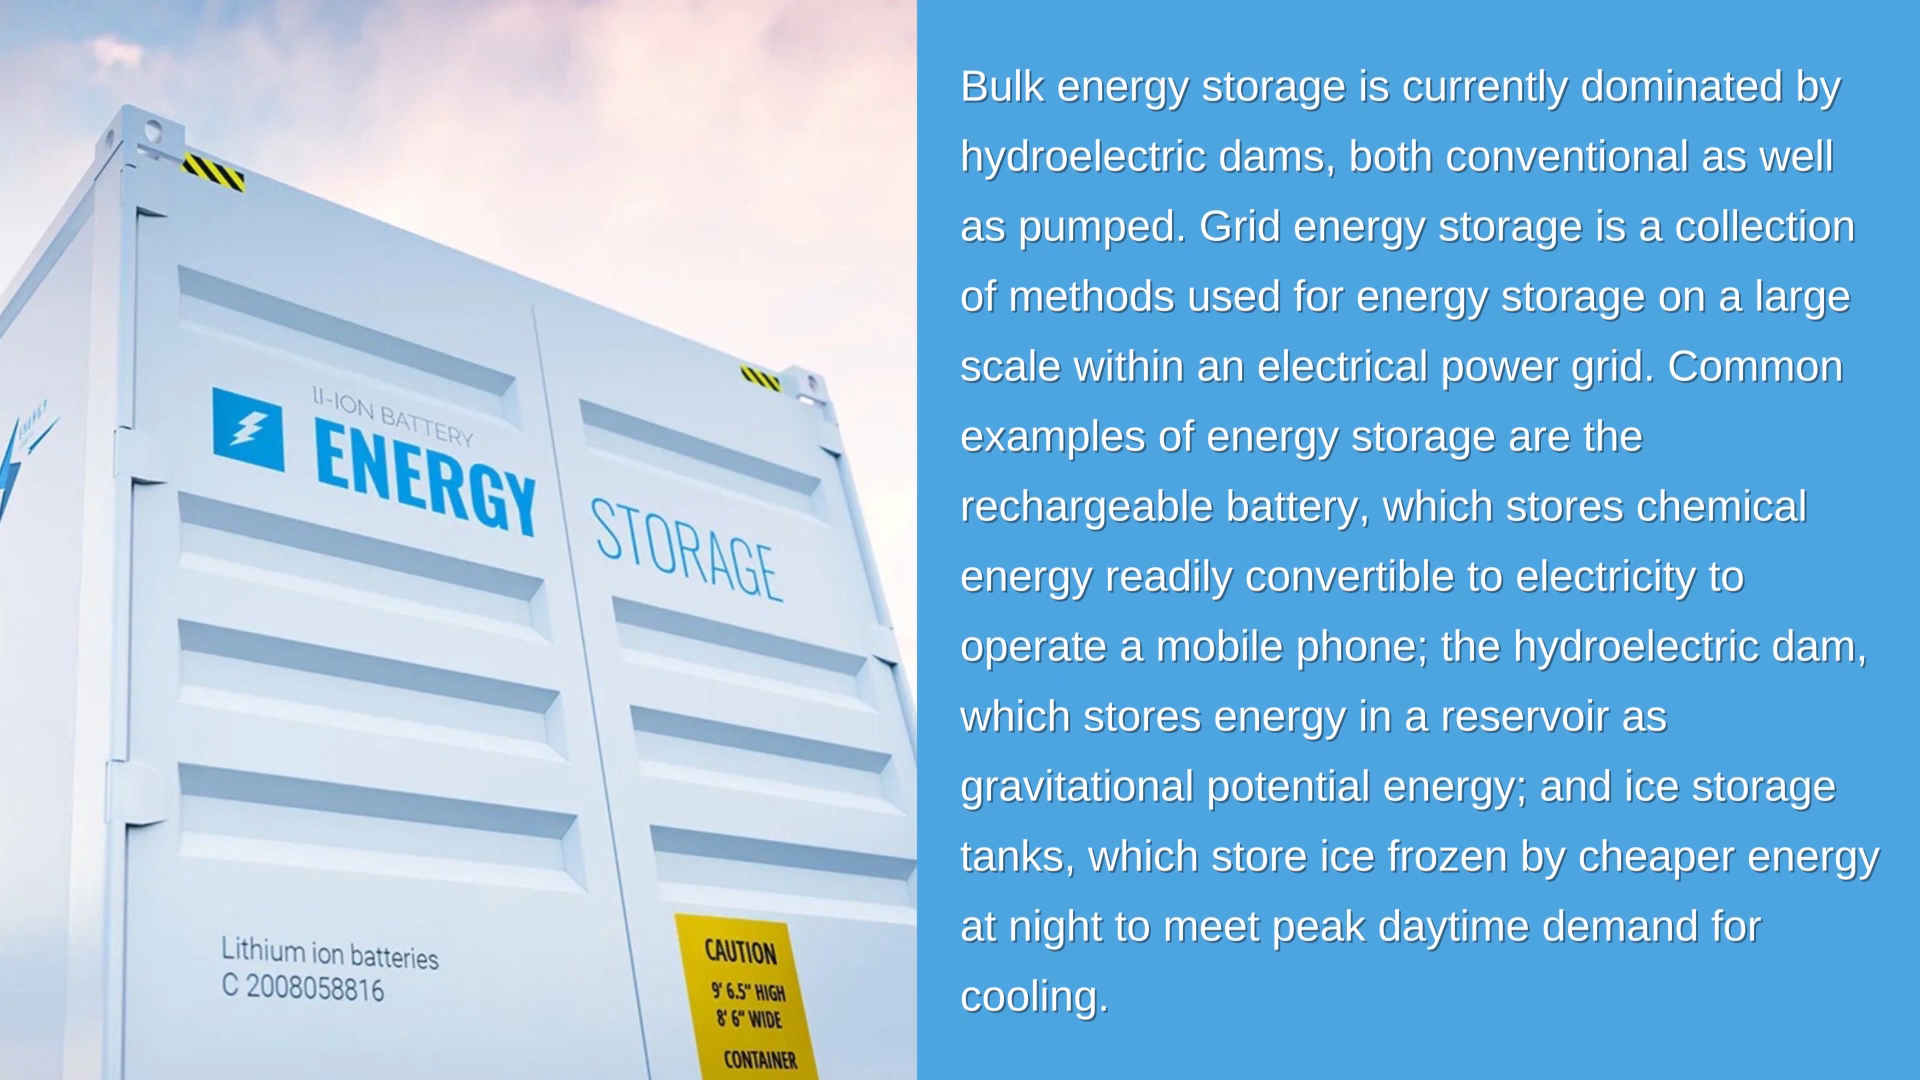 LI-ION BATTERY
ENERGY
STORAGE
Lithium ion batteries
C 2008058816
CAUTION
9' 6.5" HIGH
8' 6" WIDE
CONTAINER
Bulk energy storage is currently dominated by
hydroelectric dams, both conventional as well
as pumped. Grid energy storage is a collection
of methods used for energy storage on a large
scale within an electrical power grid. Common
examples of energy storage are the
rechargeable battery, which stores chemical
energy readily convertible to electricity to
operate a mobile phone; the hydroelectric dam,
which stores energy in a reservoir as
gravitational potential energy; and ice storage
tanks, which store ice frozen by cheaper energy
at night to meet peak daytime demand for
cooling.